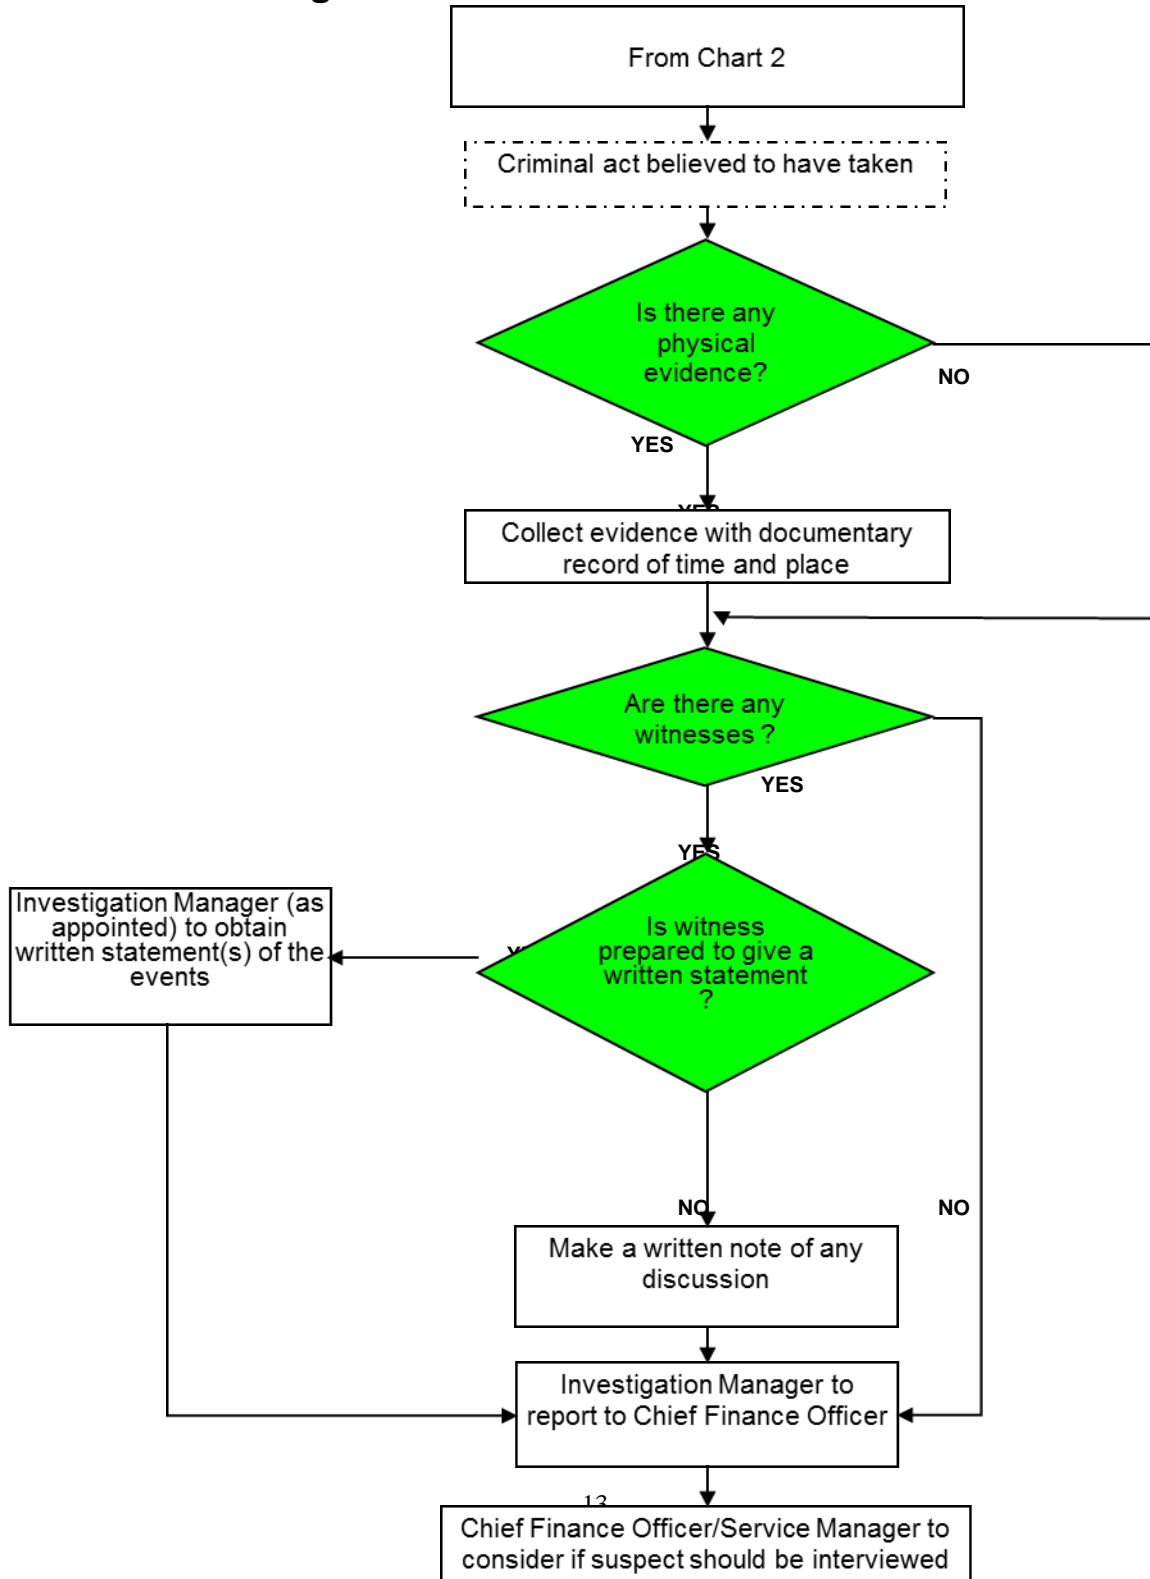 From Chart 2
Criminal act believed to have taken
Is there any
physical
evidence?
NO
YES
YES
Collect evidence with documentary
record of time and place
Are there any
witnesses ?
YES
YES
Investigation Manager (as
appointed) to obtain
written statement(s) of the
events
Is witness
prepared to give a
written statement
?
NO
NO
Make a written note of any
discussion
Investigation Manager to
report to Chief Finance Officer
13
Chief Finance Officer/Service Manager to
consider if suspect should be interviewed